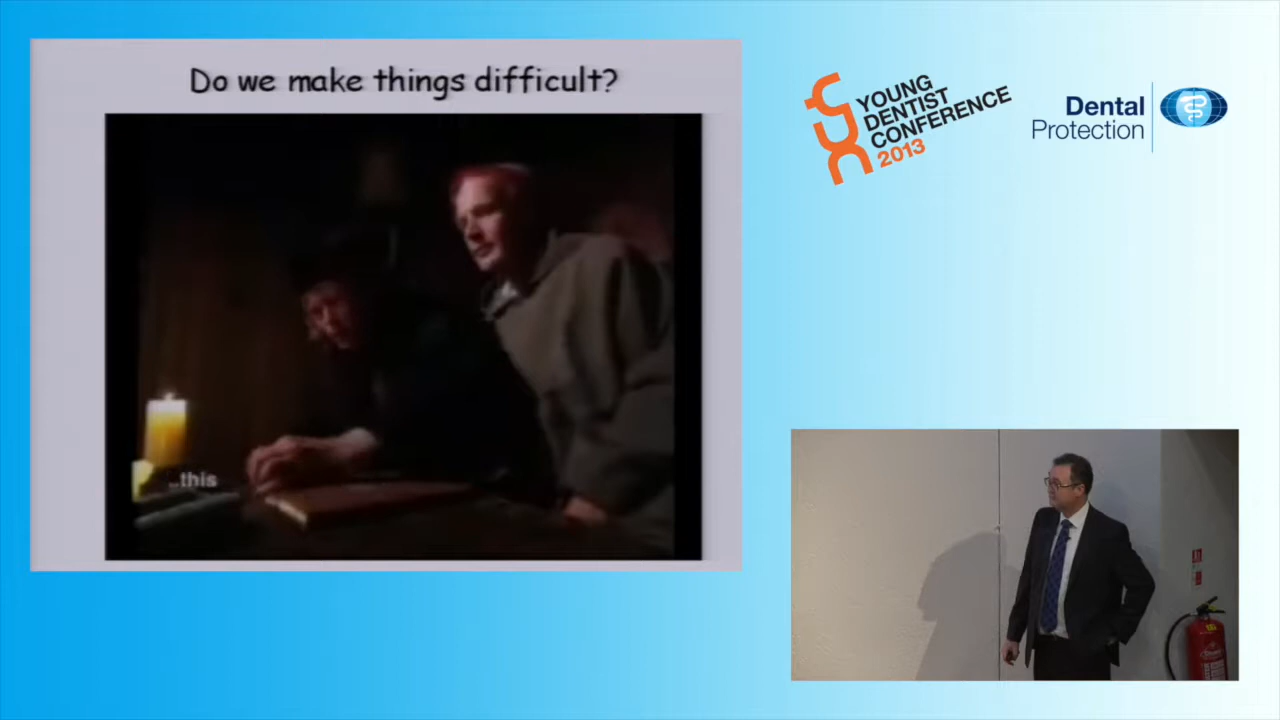 Do we make things difficult?
..this
YOUNG
DENTIST
CONFERENCE
2013
Dental
Protection